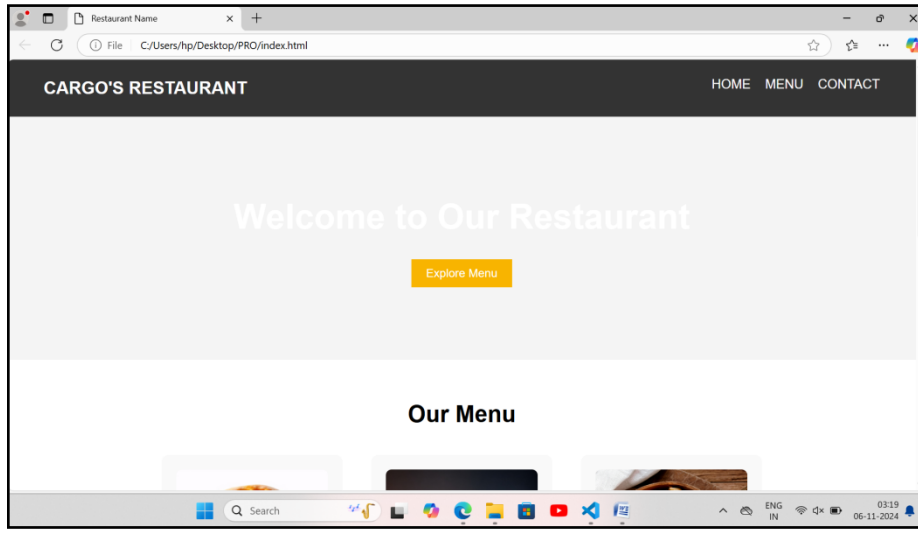 Restaurant Name
File C:/Users/hp/Desktop/PRO/index.html
CARGO'S RESTAURANT HOME MENU CONTACT
Welcome to Our Restaurant
Explore Menu
Our Menu
Search
ENG 03:19
IN 06-11-2024